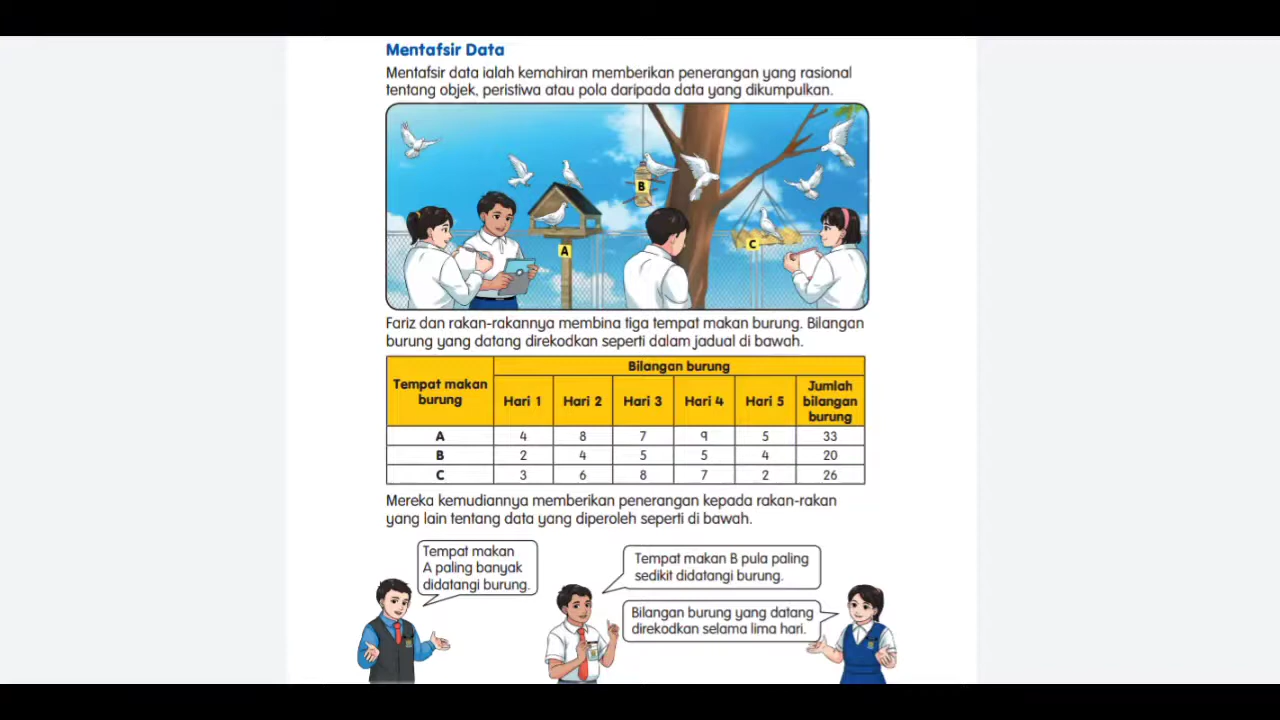 Mentafsir Data
Mentafsir data ialah kemahiran memberikan penerangan yang rasional
tentang objek, peristiwa atau pola daripada data yang dikumpulkan.
B
A
C
Fariz dan rakan-rakannya membina tiga tempat makan burung. Bilangan
burung yang datang direkodkan seperti dalam jadual di bawah.
Tempat makan
burung
Bilangan burung
Hari 1 Hari 2 Hari 3 Hari 4 Hari 5 Jumlah
bilangan
burung
A 4 8 7 9 5 33
B 2 4 5 5 4 20
C 3 6 8 7 2 26
Mereka kemudiannya memberikan penerangan kepada rakan-rakan
yang lain tentang data yang diperoleh seperti di bawah.
Tempat makan
A paling banyak
didatangi burung.
Tempat makan B pula paling
sedikit didatangi burung.
Bilangan burung yang datang
direkodkan selama lima hari.